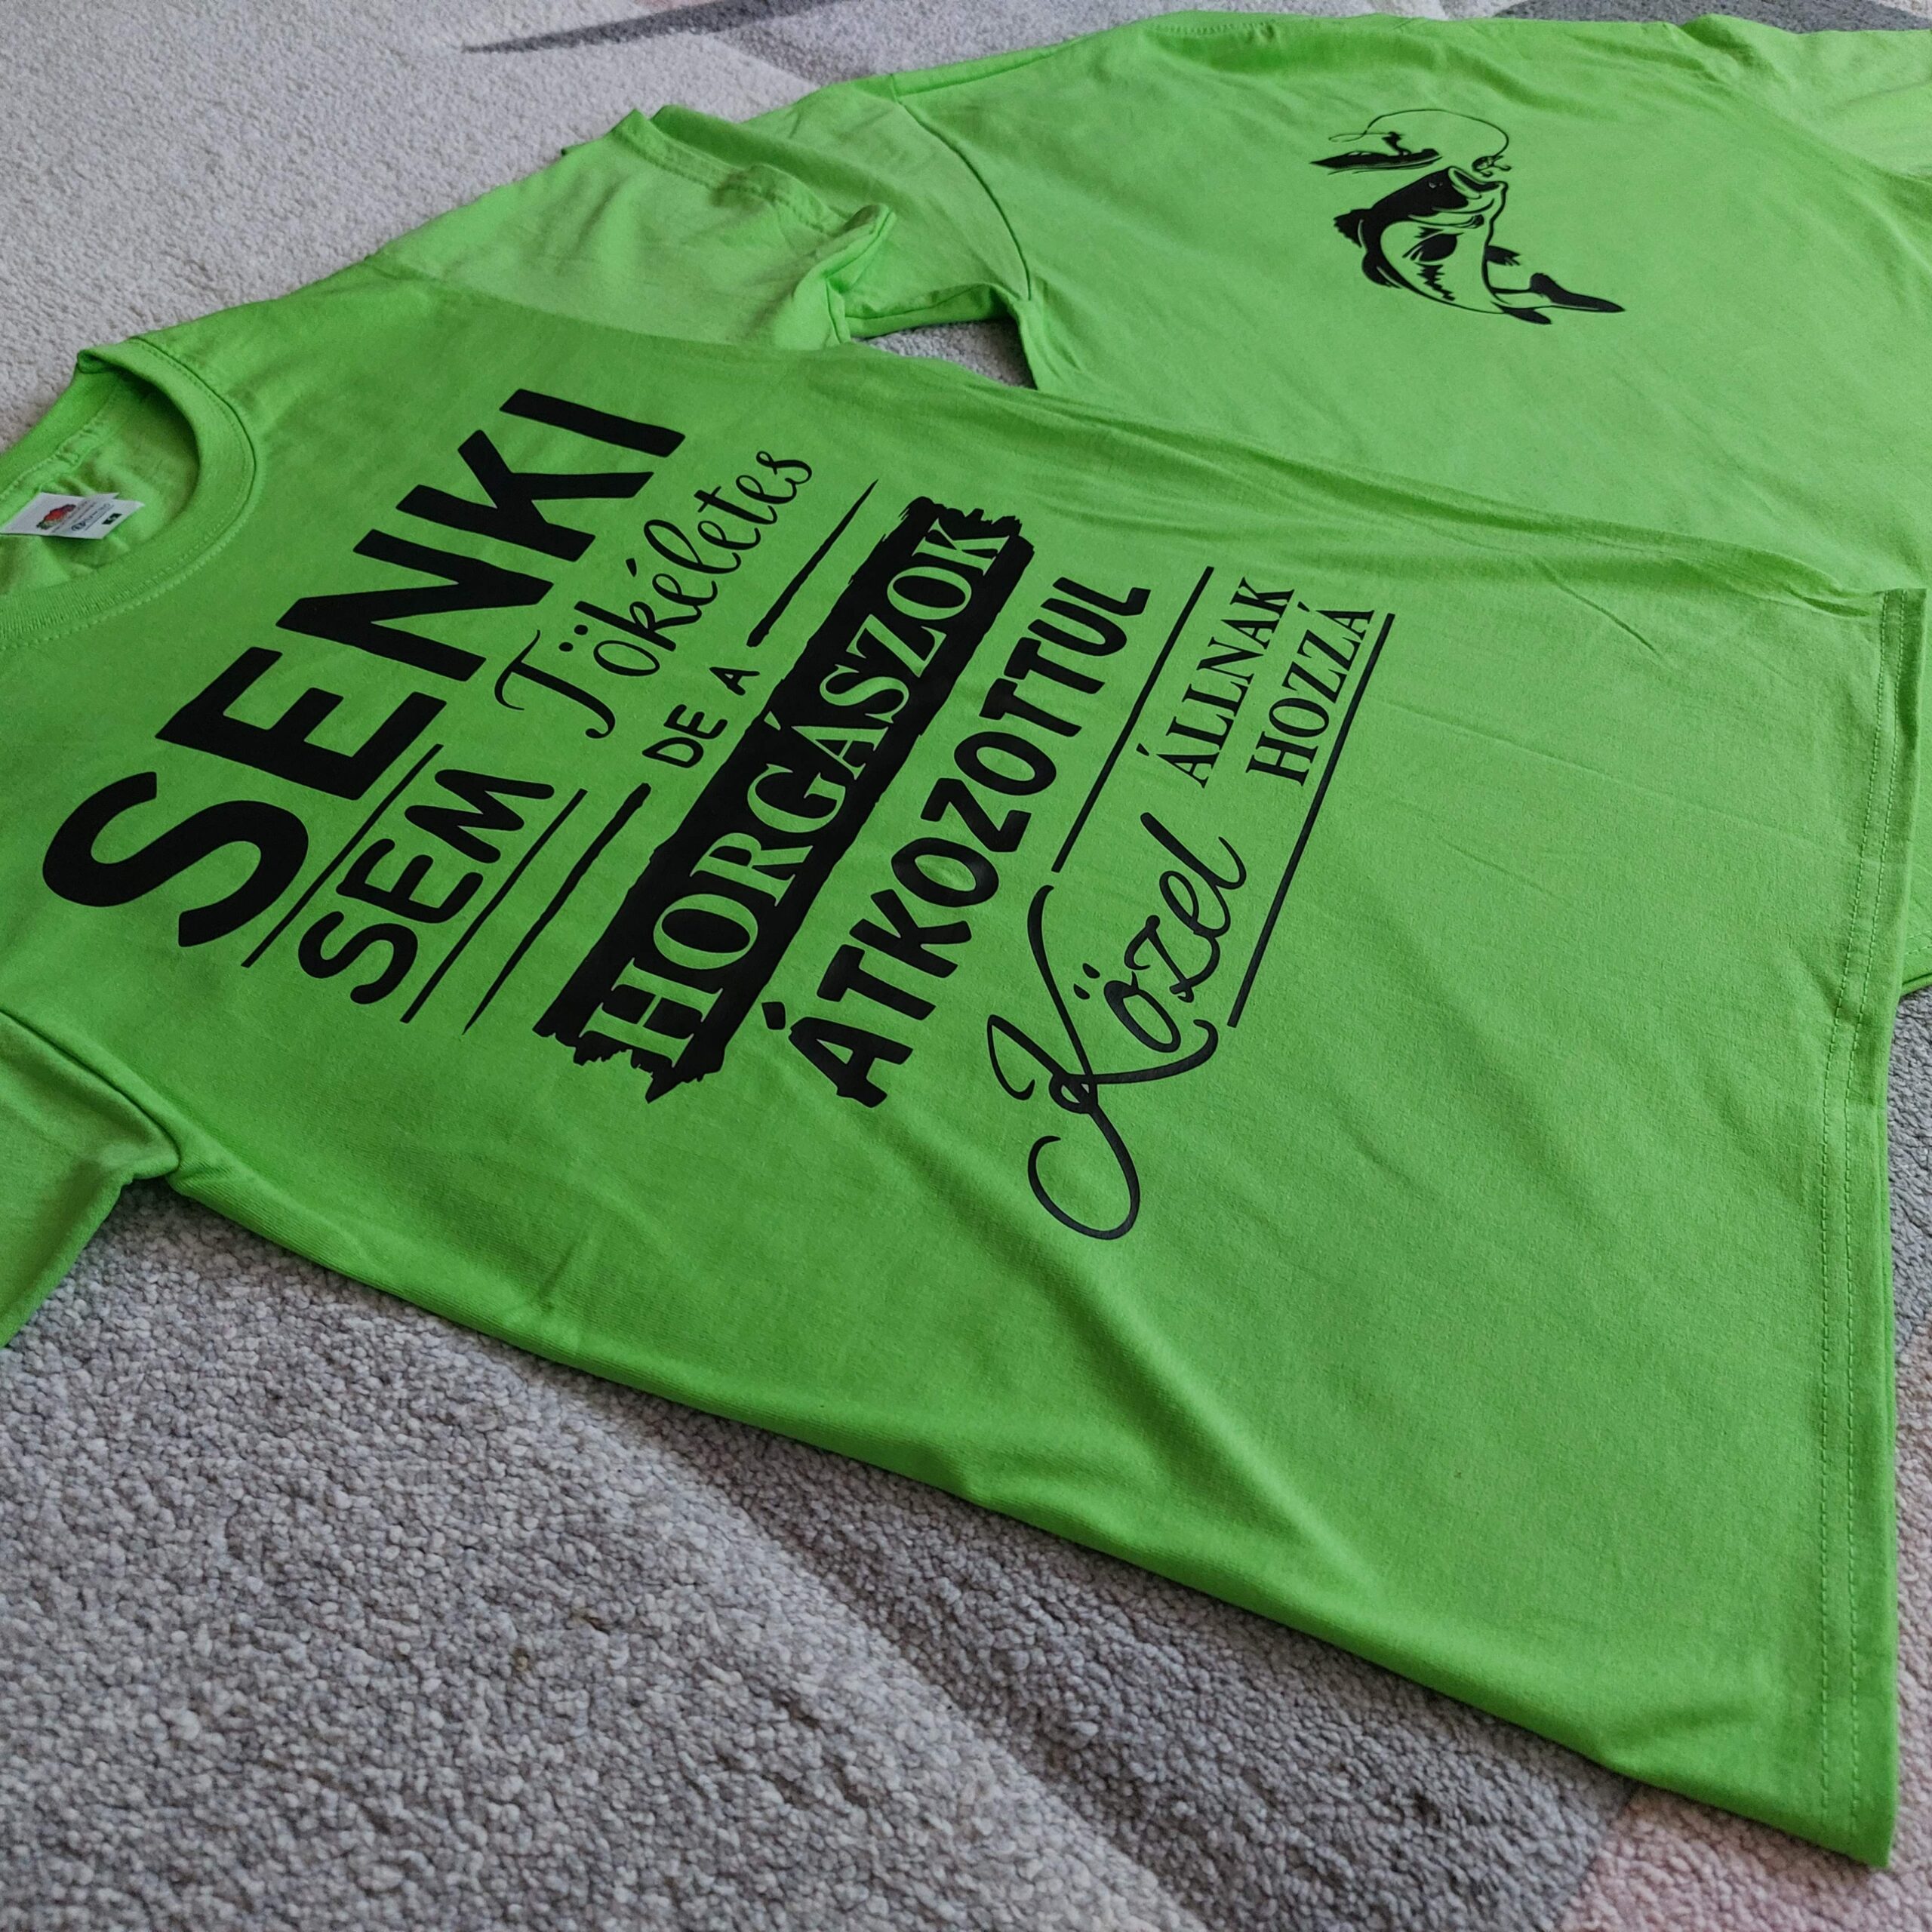 SENKI
SEM Tökéletes
DE A
HORGÁSZOK
ÁTKOZOTTUL
Közel ÁLLNAK
HOZZÁ